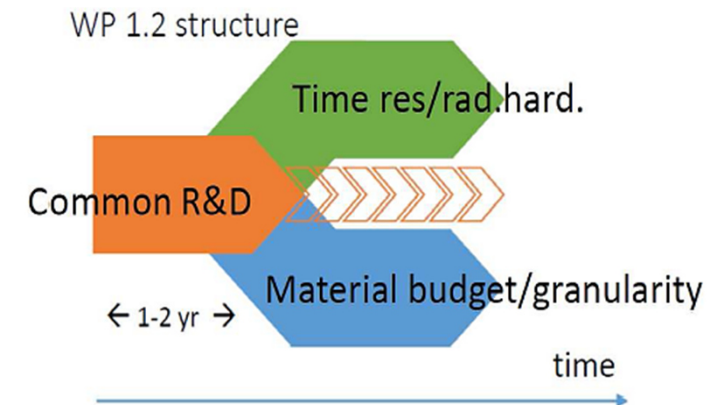 WP 1.2 structure
Time res/rad.hard.
Common R&D
Material budget/granularity
← 1-2 yr →
time